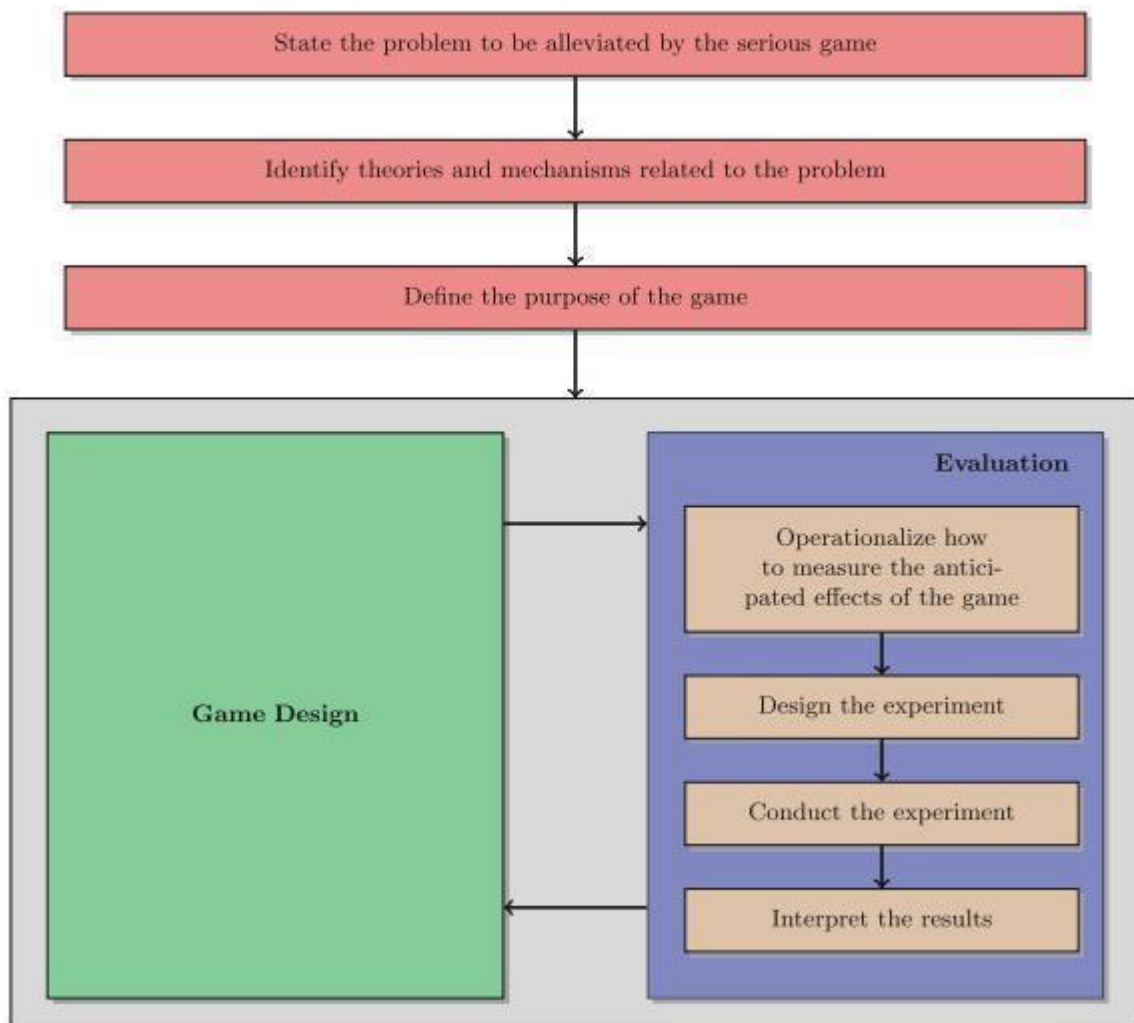 State the problem to be alleviated by the serious game
Identify theories and mechanisms related to the problem
Define the purpose of the game
Game Design
Evaluation
Operationalize how
to measure the antici-
pated effects of the game
Design the experiment
Conduct the experiment
Interpret the results